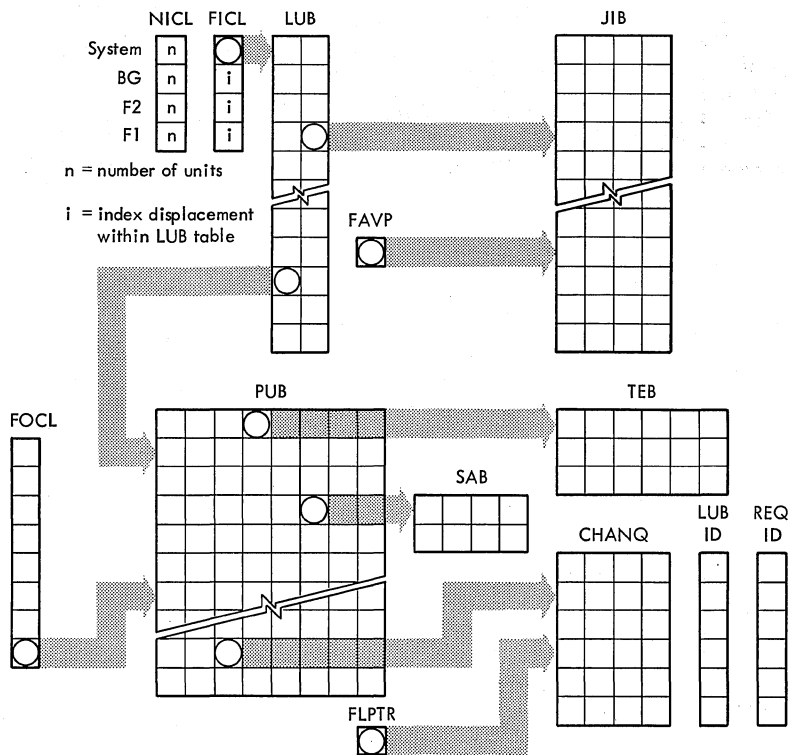 NICL FICL LUB JIB
System n
BG n i
F2 n i
F1 n i
n = number of units
i = index displacement
within LUB table
FAVP
PUB TEB
FOCL
SAB
CHANQ
LUB
ID
REQ
ID
FLPTR